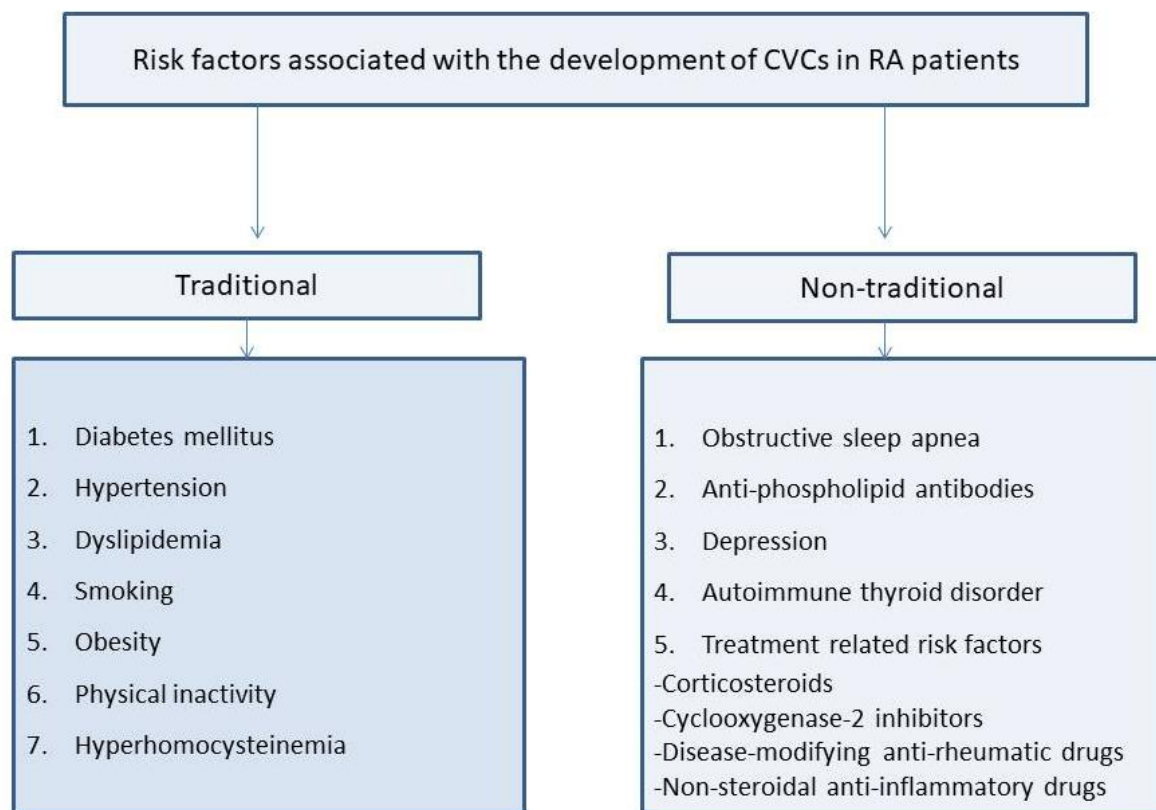 Risk factors associated with the development of CVCs in RA patients
Traditional
1. Diabetes mellitus
2. Hypertension
3. Dyslipidemia
4. Smoking
5. Obesity
6. Physical inactivity
7. Hyperhomocysteinemia
Non-traditional
1. Obstructive sleep apnea
2. Anti-phospholipid antibodies
3. Depression
4. Autoimmune thyroid disorder
5. Treatment related risk factors
-Corticosteroids
-Cyclooxygenase-2 inhibitors
-Disease-modifying anti-rheumatic drugs
-Non-steroidal anti-inflammatory drugs